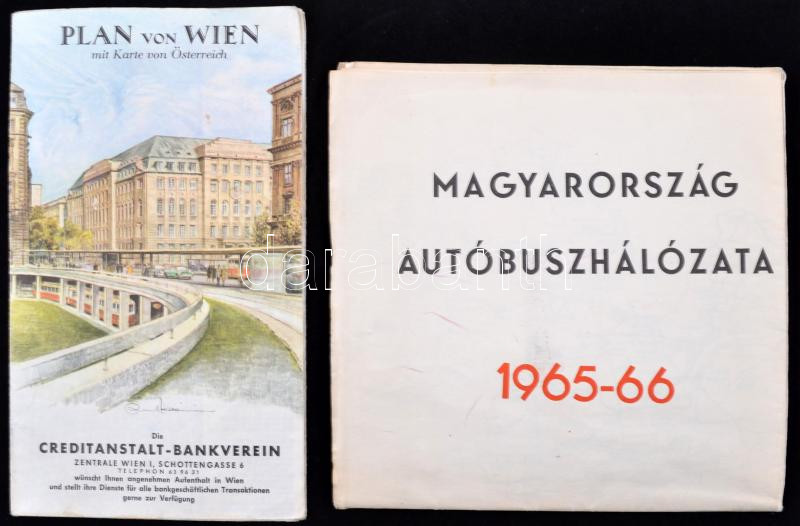 PLAN VON WIEN
mit Karte von Österreich
Die
CREDITANSTALT-BANKVEREIN
ZENTRALE WIEN I, SCHOTTENGASSE 6
TELEPHON 63 96 31
wünscht Ihnen angenehmen Aufenthalt in Wien
und stellt ihre Dienste für alle bankgeschäftlichen Transaktionen
gerne zur Verfügung
MAGYARORSZÁG
AUTÓBUSZHÁLÓZATA
1965-66
darabanth